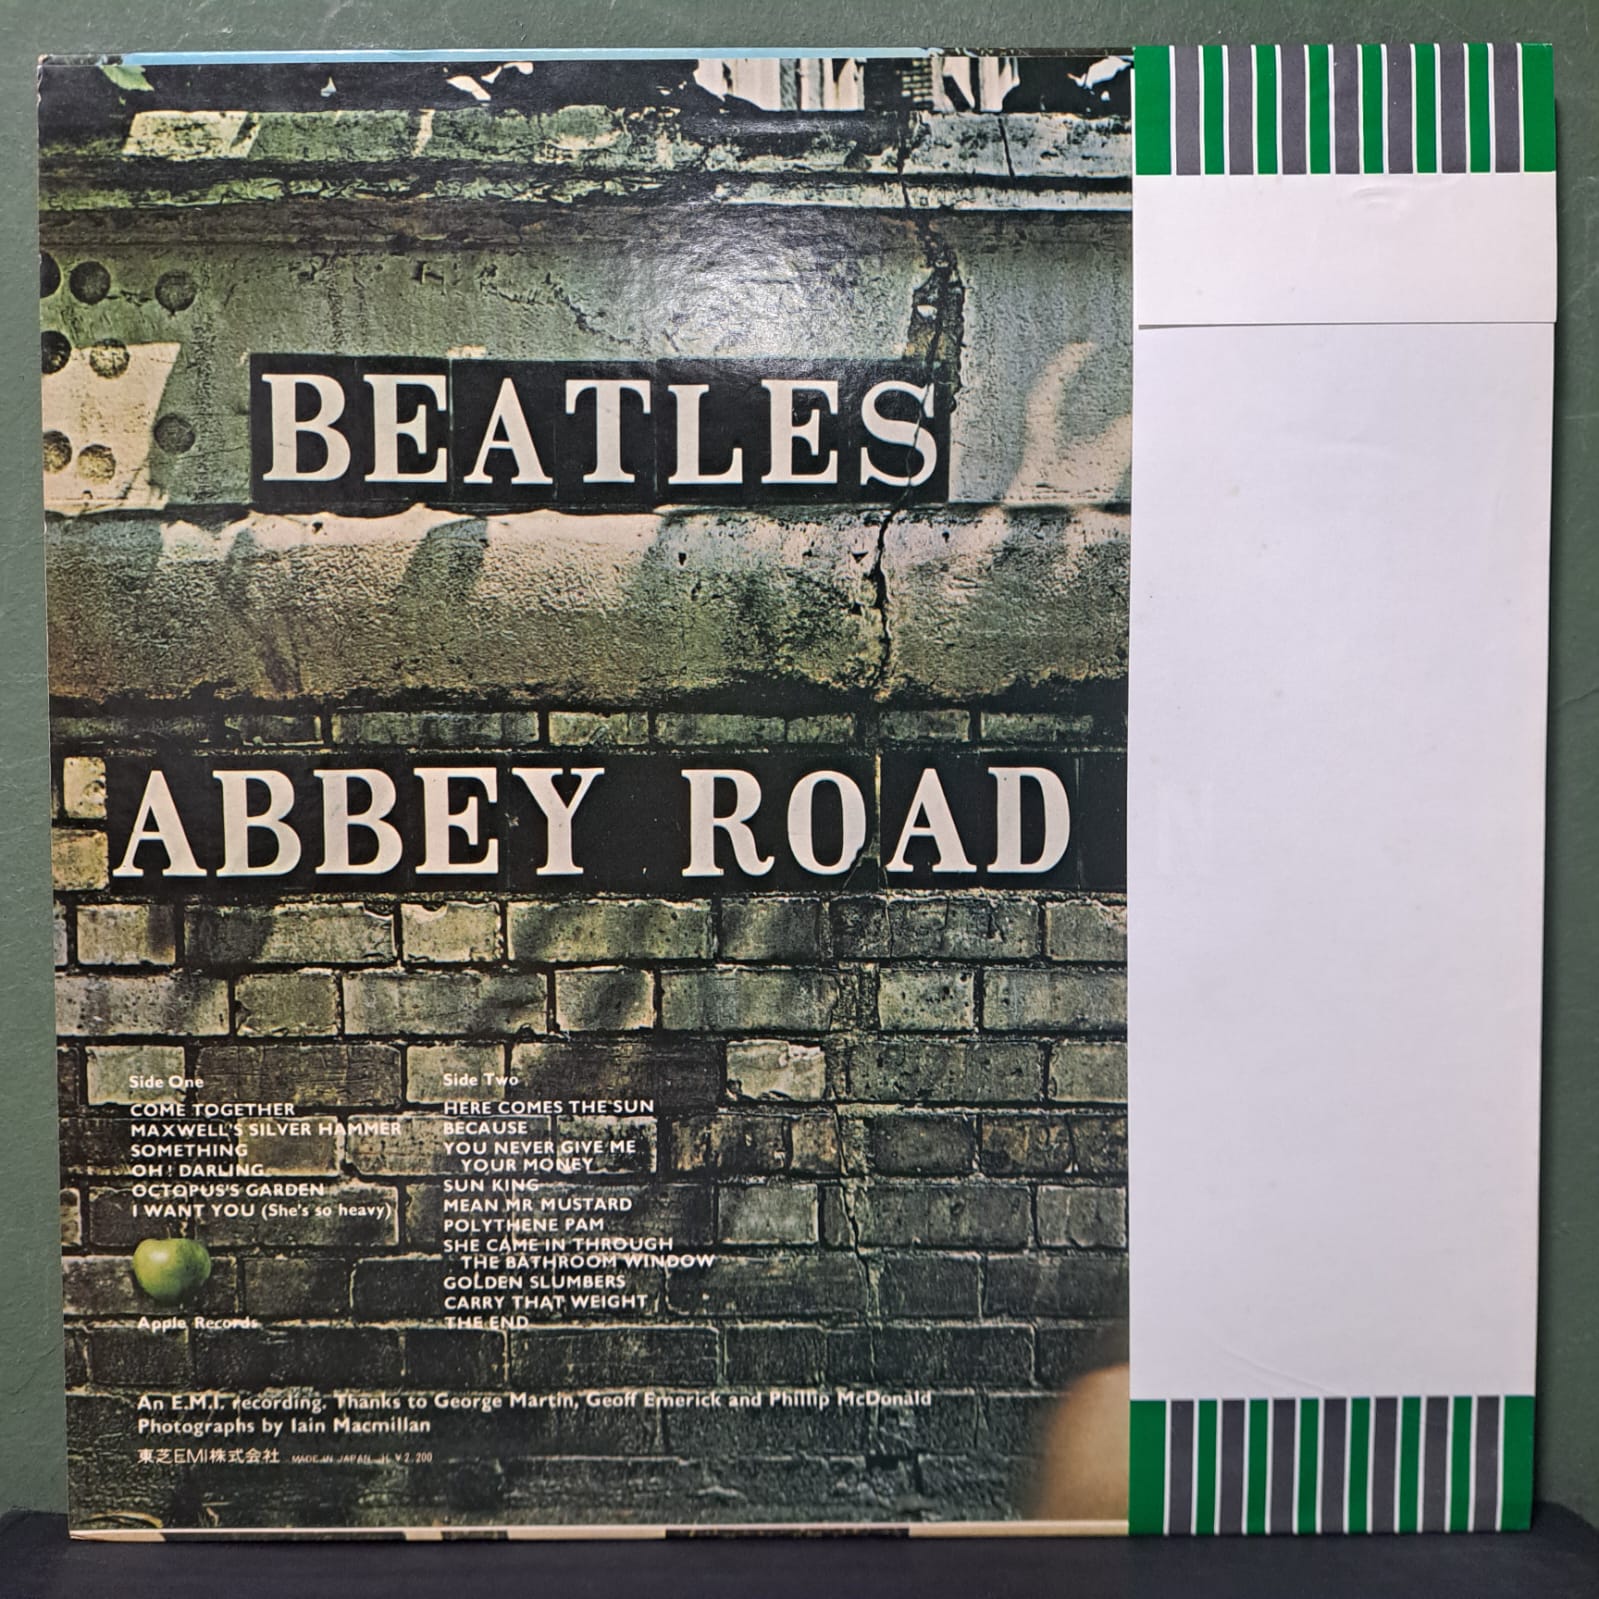 BEATLES
ABBEY ROAD
Side One
COME TOGETHER
MAXWELL'S SILVER HAMMER
SOMETHING
OH! DARLING
OCTOPUS'S GARDEN
I WANT YOU (She's so heavy)
Apple Records
Side Two
HERE COMES THE SUN
BECAUSE
YOU NEVER GIVE ME
YOUR MONEY
SUN KING
MEAN MR MUSTARD
POLYTHENE PAM
SHE CAME IN THROUGH
THE BATHROOM WINDOW
GOLDEN SLUMBERS
CARRY THAT WEIGHT
THE END
An E.M.I. recording. Thanks to George Martin, Geoff Emerick and Phillip McDonald
Photographs by Iain Macmillan
東芝EMI株式会社 MADE IN JAPAN ¥2,200